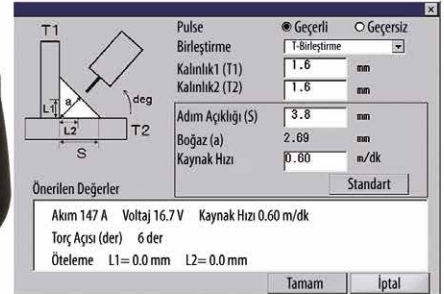 T1
a
L1
L2
deg
T2
S
Pulse Geçerli Geçersiz
Birleştirme T-Birleştirme
Kalınlık1 (T1) 1.6 mm
Kalınlık2 (T2) 1.6 mm
Adım Açıklığı (S) 3.8 mm
Boğaz (a) 2.69 mm
Kaynak Hızı 0.60 m/dk
Standart
Önerilen Değerler
Akım 147 A Voltaj 16.7 V Kaynak Hızı 0.60 m/dk
Torç Açısı (der) 6 der
Öteleme L1= 0.0 mm L2= 0.0 mm
Tamam İptal